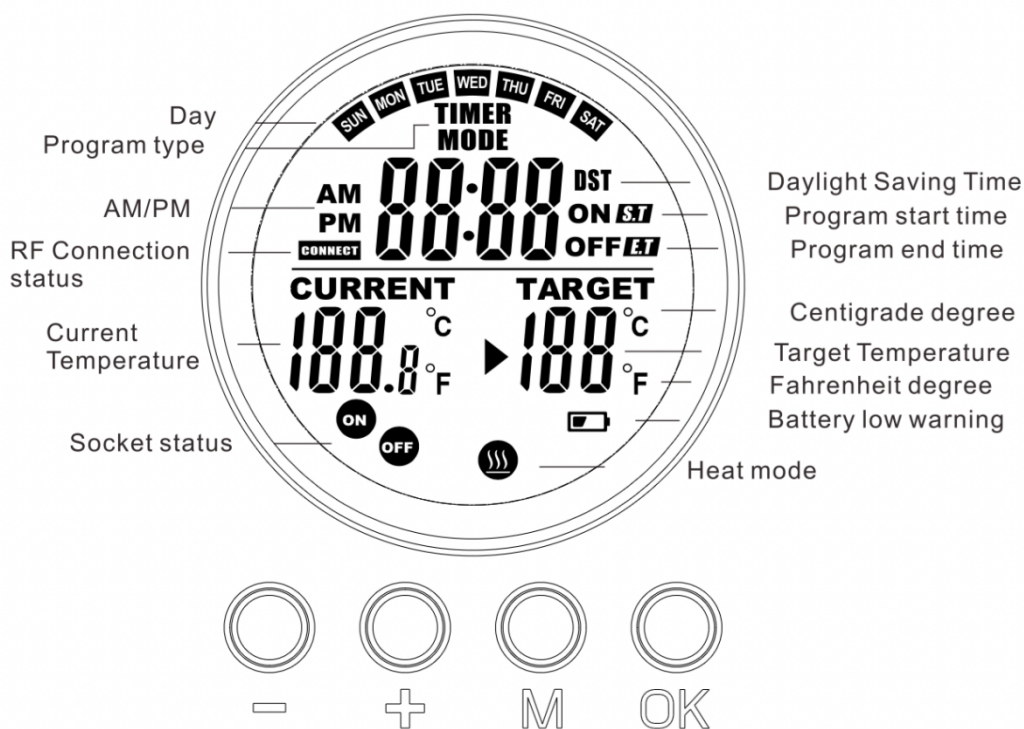 SUN MON TUE WED THU FRI SAT
Day
TIMER
Program type
MODE
AM
88:88
DST
Daylight Saving Time
AM/PM
PM
ON S.T
Program start time
RF Connection
status
CONNECT
OFF E.T
Program end time
CURRENT
TARGET
Current
Temperature
188.8
°C
°F
188
°C
°F
Centigrade degree
Target Temperature
Fahrenheit degree
Battery low warning
Socket status
ON
OFF
Heat mode
- + M OK